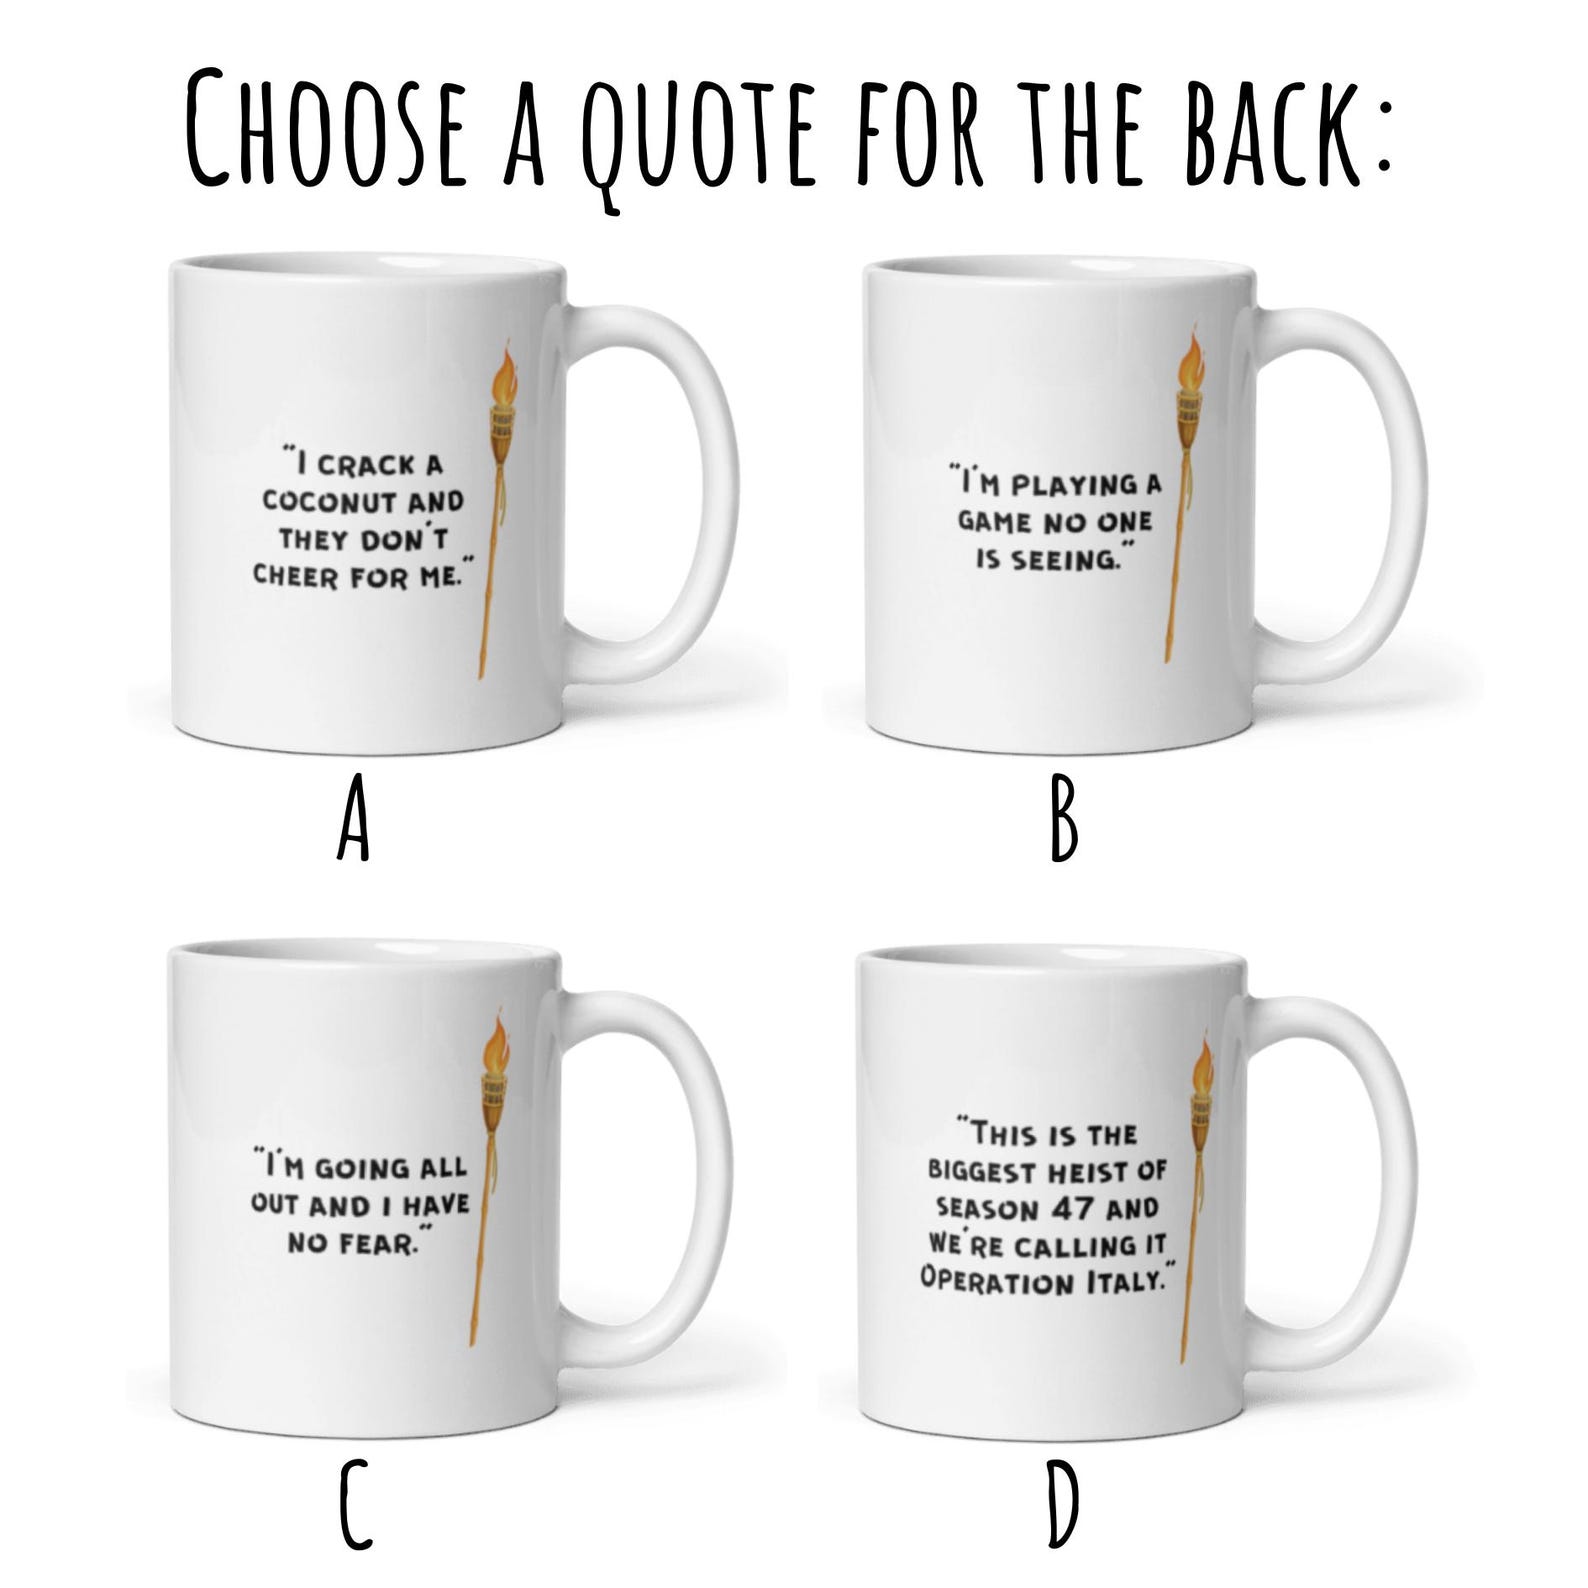 CHOOSE A QUOTE FOR THE BACK:
"I CRACK A
COCONUT AND
THEY DON'T
CHEER FOR ME."
A
"I'M PLAYING A
GAME NO ONE
IS SEEING."
B
"I'M GOING ALL
OUT AND I HAVE
NO FEAR."
C
"THIS IS THE
BIGGEST HEIST OF
SEASON 47 AND
WE'RE CALLING IT
OPERATION ITALY."
D